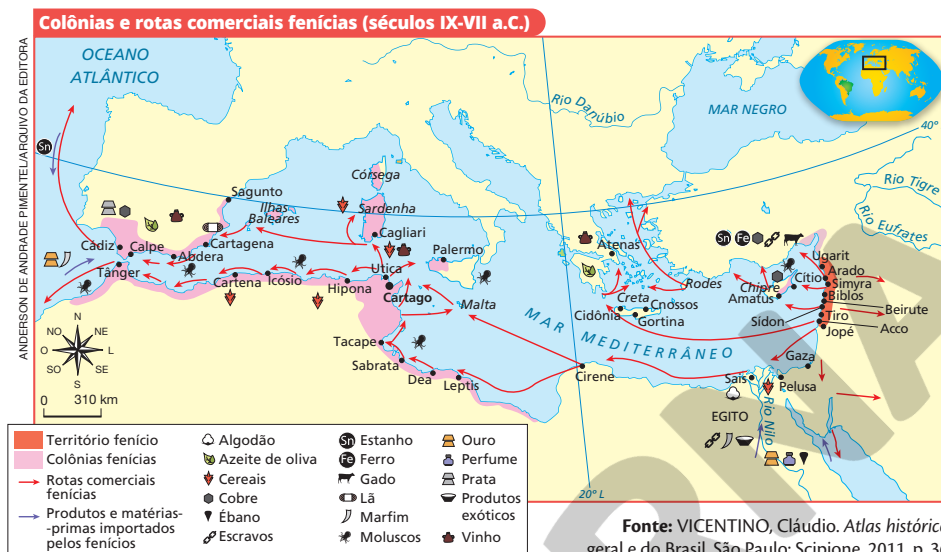 Colônias e rotas comerciais fenícias (séculos IX-VII a.C.)
ANDERSON DE ANDRADE PIMENTEL/ARQUIVO DA EDITORA
OCEANO
ATLÂNTICO
Rio Danúbio
MAR NEGRO
40°
Sn
Rio Tigre
Rio
Eufrates
Córsega
Sagunto
Ilhas
Baleares
Sardenha
Cagliari
Cádiz
Calpe
Cartagena
Abdera
Tânger
Palermo
Atenas
Sn
Fe
Ugarit
Arado
Simyra
Biblos
Beirute
Chipre
Cítio
Amatus
Sídon
Tiro
Jopé
Acco
Utica
Cartena
Icósio
Hipona
Cartago
Malta
Creta
Cnossos
Rodes
Cidônia
Gortina
MAR MEDITERRÂNEO
N
NO
NE
O
L
SO
SE
S
0
310 km
Tacape
Sabrata
Dea
Leptis
Cirene
Gaza
Sais
Pelusa
EGITO
Rio Nilo
20° L
Território fenício
Colônias fenícias
Rotas comerciais
fenícias
Produtos e matérias-
-primas importados
pelos fenícios
Algodão
Azeite de oliva
Cereais
Cobre
Ébano
Escravos
Sn Estanho
Fe Ferro
Gado
Lã
Marfim
Moluscos
Ouro
Perfume
Prata
Produtos
exóticos
Vinho
Fonte: VICENTINO, Cláudio. Atlas histórico
geral e do Brasil. São Paulo: Scipione, 2011. p. 36